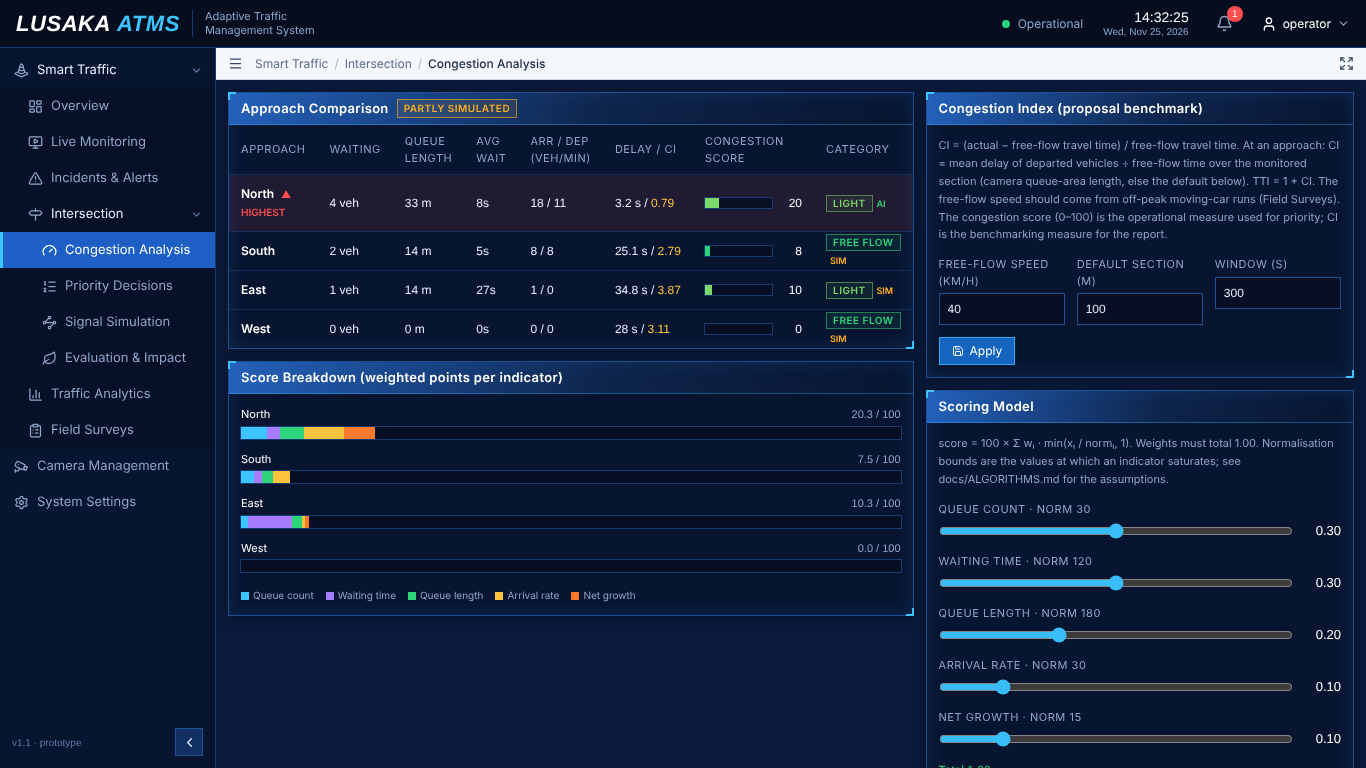 LUSAKA ATMS
Adaptive Traffic
Management System
Operational
14:32:25
Wed, Nov 25, 2026
1
operator
Smart Traffic
Overview
Live Monitoring
Incidents & Alerts
Intersection
Congestion Analysis
Priority Decisions
Signal Simulation
Evaluation & Impact
Traffic Analytics
Field Surveys
Camera Management
System Settings
v1.1 · prototype
Smart Traffic / Intersection / Congestion Analysis
Approach Comparison PARTLY SIMULATED
APPROACH WAITING QUEUE LENGTH AVG WAIT ARR / DEP (VEH/MIN) DELAY / CI CONGESTION SCORE CATEGORY
North ▲ HIGHEST 4 veh 33 m 8s 18 / 11 3.2 s / 0.79 20 LIGHT AI
South 2 veh 14 m 5s 8 / 8 25.1 s / 2.79 8 FREE FLOW SIM
East 1 veh 14 m 27s 1 / 0 34.8 s / 3.87 10 LIGHT SIM
West 0 veh 0 m 0s 0 / 0 28 s / 3.11 0 FREE FLOW SIM
Score Breakdown (weighted points per indicator)
North 20.3 / 100
South 7.5 / 100
East 10.3 / 100
West 0.0 / 100
Queue count Waiting time Queue length Arrival rate Net growth
Congestion Index (proposal benchmark)
CI = (actual − free-flow travel time) / free-flow travel time. At an approach: CI
= mean delay of departed vehicles ÷ free-flow time over the monitored
section (camera queue-area length, else the default below). TTI = 1 + CI. The
free-flow speed should come from off-peak moving-car runs (Field Surveys).
The congestion score (0–100) is the operational measure used for priority; CI
is the benchmarking measure for the report.
FREE-FLOW SPEED (KM/H) DEFAULT SECTION (M) WINDOW (S)
40 100 300
Apply
Scoring Model
score = 100 × Σ wᵢ · min(xᵢ / normᵢ, 1). Weights must total 1.00. Normalisation
bounds are the values at which an indicator saturates; see
docs/ALGORITHMS.md for the assumptions.
QUEUE COUNT · NORM 30
0.30
WAITING TIME · NORM 120
0.30
QUEUE LENGTH · NORM 180
0.20
ARRIVAL RATE · NORM 30
0.10
NET GROWTH · NORM 15
0.10
Total 1.00